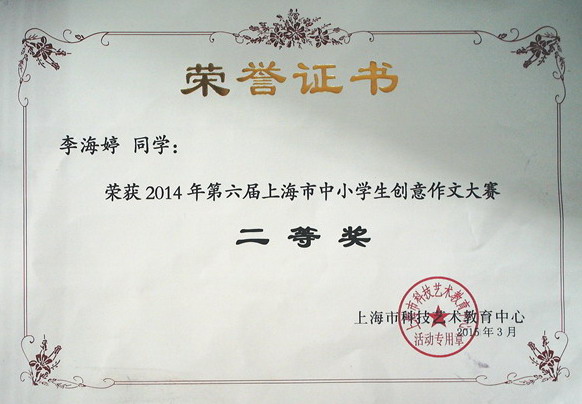 荣誉证书
李海婷 同学：
荣获2014年第六届上海市中小学生创意作文大赛
二等奖
上海市科技艺术教育中心
2015年3月
上海市科技艺术教育中心
活动专用章